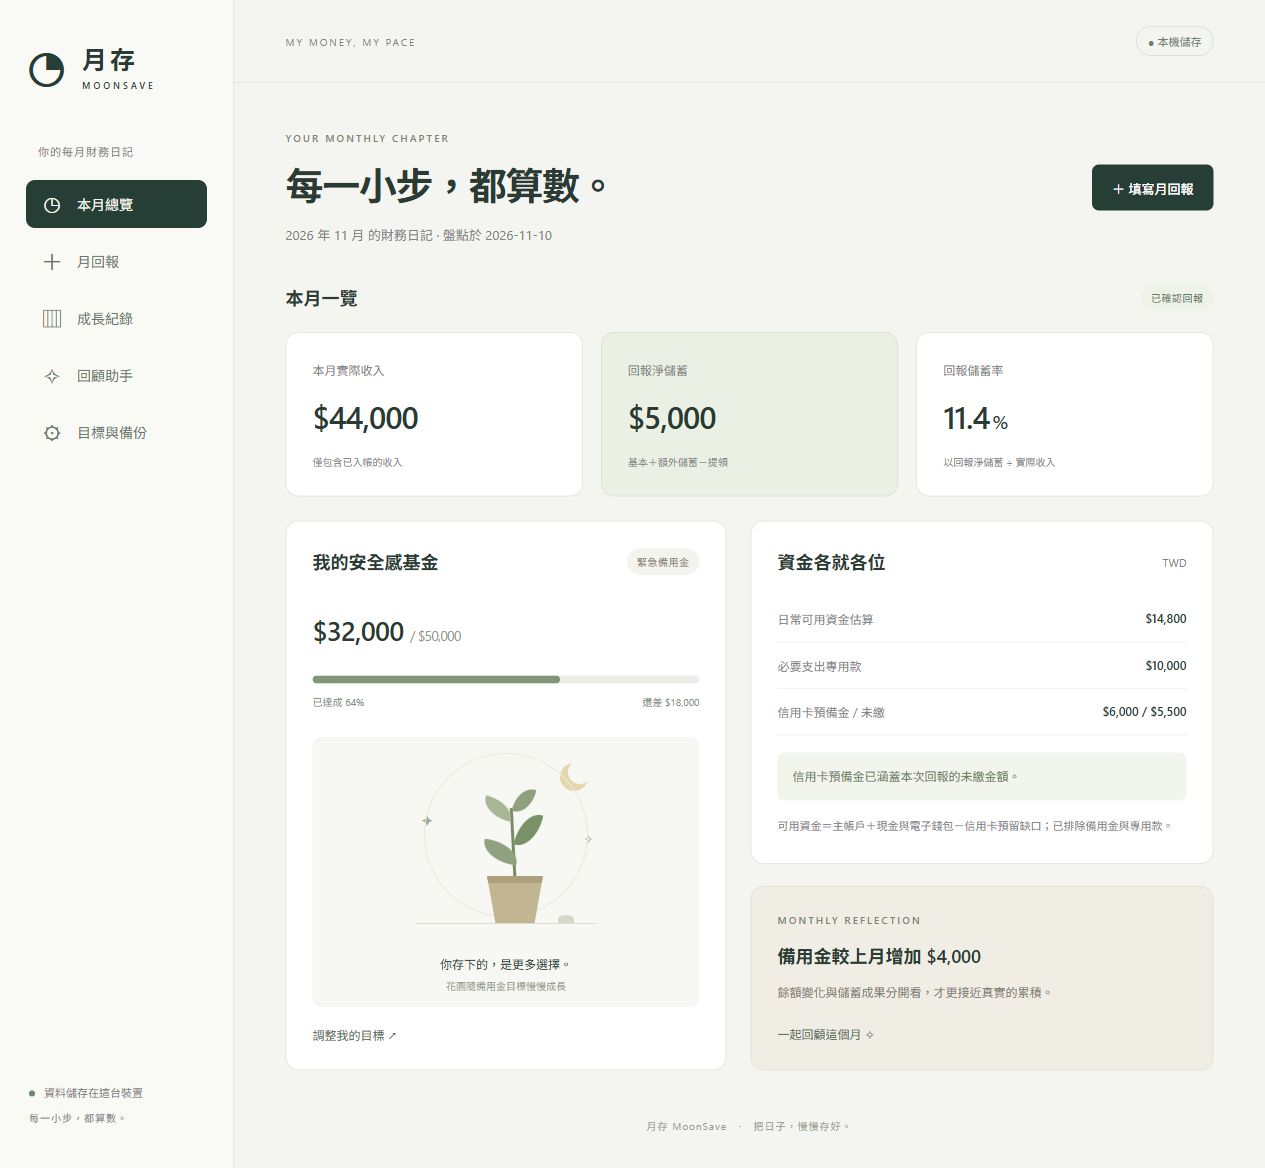 月存
MOONSAVE
你的每月財務日記
本月總覽
月回報
成長紀錄
回顧助手
目標與備份
資料儲存在這台裝置
每一小步，都算數。
MY MONEY, MY PACE
本機儲存
YOUR MONTHLY CHAPTER
每一小步，都算數。
2026 年 11 月 的財務日記 · 盤點於 2026-11-10
＋ 填寫月回報
本月一覽
已確認回報
本月實際收入
$44,000
僅包含已入帳的收入
回報淨儲蓄
$5,000
基本＋額外儲蓄－提領
回報儲蓄率
11.4%
以回報淨儲蓄 ÷ 實際收入
我的安全感基金
緊急備用金
$32,000 / $50,000
已達成 64%
還差 $18,000
你存下的，是更多選擇。
花園隨備用金目標慢慢成長
調整我的目標 ↗
資金各就各位
TWD
日常可用資金估算
$14,800
必要支出專用款
$10,000
信用卡預備金 / 未繳
$6,000 / $5,500
信用卡預備金已涵蓋本次回報的未繳金額。
可用資金＝主帳戶＋現金與電子錢包－信用卡預留缺口；已排除備用金與專用款。
MONTHLY REFLECTION
備用金較上月增加 $4,000
餘額變化與儲蓄成果分開看，才更接近真實的累積。
一起回顧這個月 ✧
月存 MoonSave · 把日子，慢慢存好。